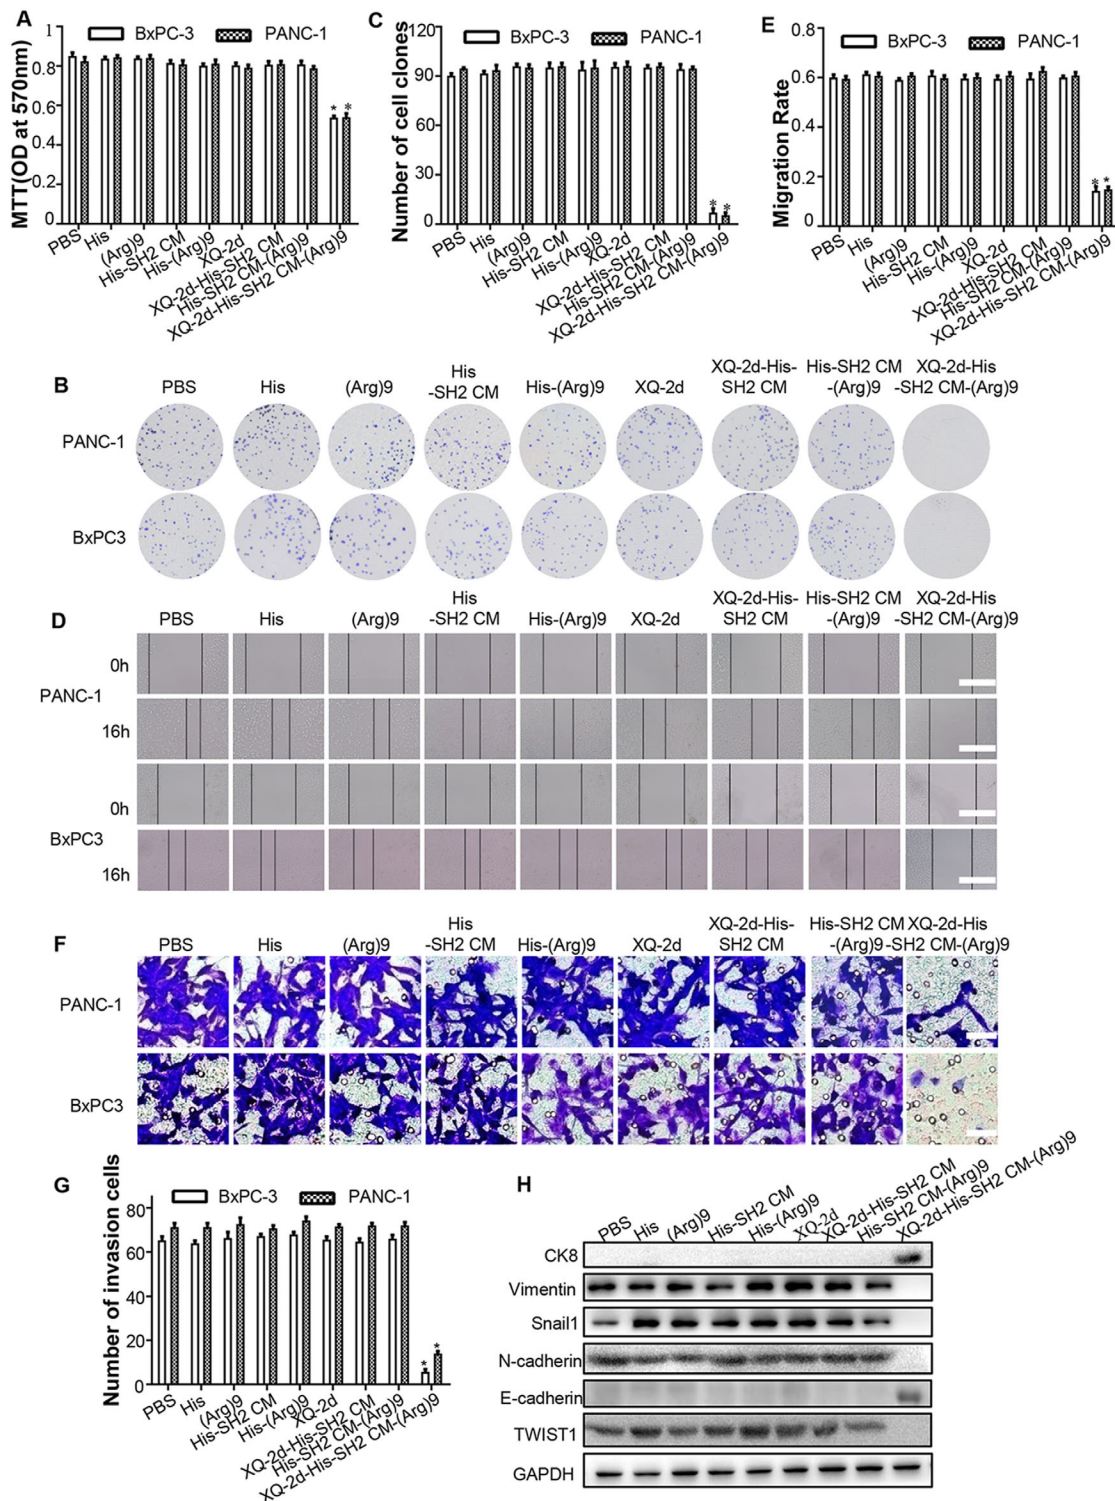 A
MTT(OD at 570nm)
1
0.8
0.6
0.4
0.2
0
BxPC-3
PANC-1
PBS
His
(Arg)9
His-SH2 CM
His-(Arg)9
XQ-2d
XQ-2d-His-SH2 CM
His-SH2 CM-(Arg)9
XQ-2d-His-SH2 CM-(Arg)9
C
Number of cell clones
120
90
60
30
0
BxPC-3
PANC-1
PBS
His
(Arg)9
His-SH2 CM
His-(Arg)9
XQ-2d
XQ-2d-His-SH2 CM
His-SH2 CM-(Arg)9
XQ-2d-His-SH2 CM-(Arg)9
E
Migration Rate
0.8
0.6
0.4
0.2
0
BxPC-3
PANC-1
PBS
His
(Arg)9
His-SH2 CM
His-(Arg)9
XQ-2d
XQ-2d-His-SH2 CM
His-SH2 CM-(Arg)9
XQ-2d-His-SH2 CM-(Arg)9
* *
* *
* *
B
PBS
His
(Arg)9
His
-SH2 CM
His-(Arg)9
XQ-2d
XQ-2d-His-
SH2 CM
His-SH2 CM
-(Arg)9
XQ-2d-His
-SH2 CM-(Arg)9
PANC-1
BxPC3
D
PBS
His
(Arg)9
His
-SH2 CM
His-(Arg)9
XQ-2d
XQ-2d-His-
SH2 CM
His-SH2 CM
-(Arg)9
XQ-2d-His
-SH2 CM-(Arg)9
0h
PANC-1
16h
0h
BxPC3
16h
F
PBS
His
(Arg)9
His
-SH2 CM
His-(Arg)9
XQ-2d
XQ-2d-His-
SH2 CM
His-SH2 CM
-(Arg)9
XQ-2d-His
-SH2 CM-(Arg)9
PANC-1
BxPC3
G
Number of invasion cells
80
60
40
20
0
BxPC-3
PANC-1
* *
PBS
His
(Arg)9
His-SH2 CM
His-(Arg)9
XQ-2d
XQ-2d-His-SH2 CM
His-SH2 CM-(Arg)9
XQ-2d-His-SH2 CM-(Arg)9
H
PBS
His
(Arg)9
His-SH2 CM
His-(Arg)9
XQ-2d
XQ-2d-His-SH2 CM
His-SH2 CM-(Arg)9
XQ-2d-His-SH2 CM-(Arg)9
CK8
Vimentin
Snail1
N-cadherin
E-cadherin
TWIST1
GAPDH